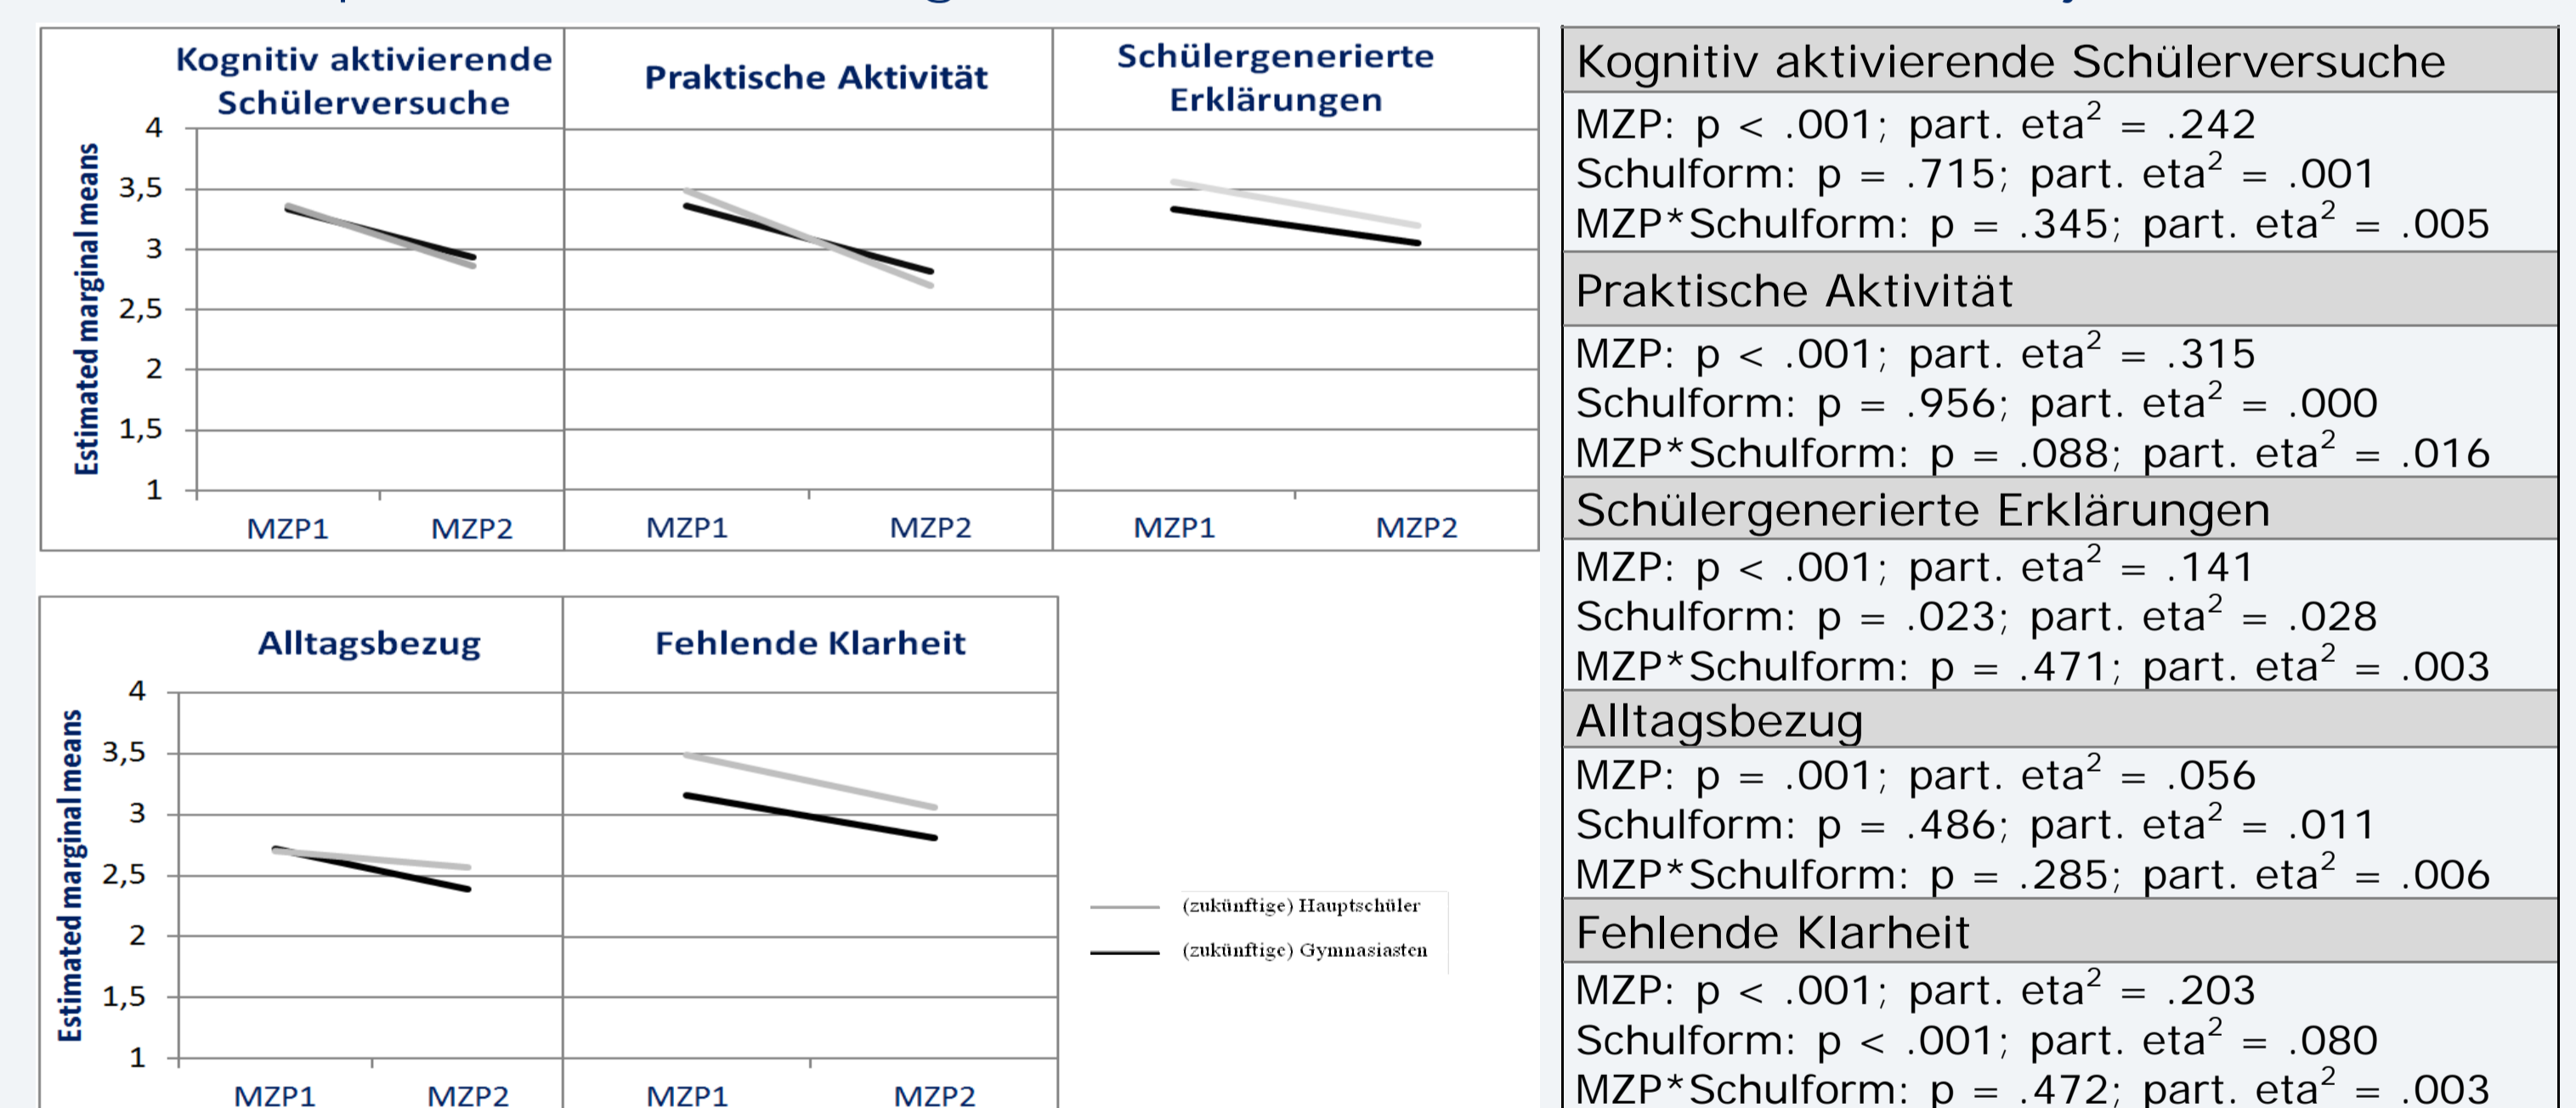 Kognitiv aktivierende
Schülerversuche
Praktische Aktivität
Schülergenerierte
Erklärungen
Estimated marginal means
4
3,5
3
2,5
2
1,5
1
MZP1
MZP2
MZP1
MZP2
MZP1
MZP2
Alltagsbezug
Fehlende Klarheit
Estimated marginal means
4
3,5
3
2,5
2
1,5
1
MZP1
MZP2
MZP1
MZP2
(zukünftige) Hauptschüler
(zukünftige) Gymnasiasten
Kognitiv aktivierende Schülerversuche
MZP: p < .001; part. eta² = .242
Schulform: p = .715; part. eta² = .001
MZP*Schulform: p = .345; part. eta² = .005
Praktische Aktivität
MZP: p < .001; part. eta² = .315
Schulform: p = .956; part. eta² = .000
MZP*Schulform: p = .088; part. eta² = .016
Schülergenerierte Erklärungen
MZP: p < .001; part. eta² = .141
Schulform: p = .023; part. eta² = .028
MZP*Schulform: p = .471; part. eta² = .003
Alltagsbezug
MZP: p = .001; part. eta² = .056
Schulform: p = .486; part. eta² = .011
MZP*Schulform: p = .285; part. eta² = .006
Fehlende Klarheit
MZP: p < .001; part. eta² = .203
Schulform: p < .001; part. eta² = .080
MZP*Schulform: p = .472; part. eta² = .003